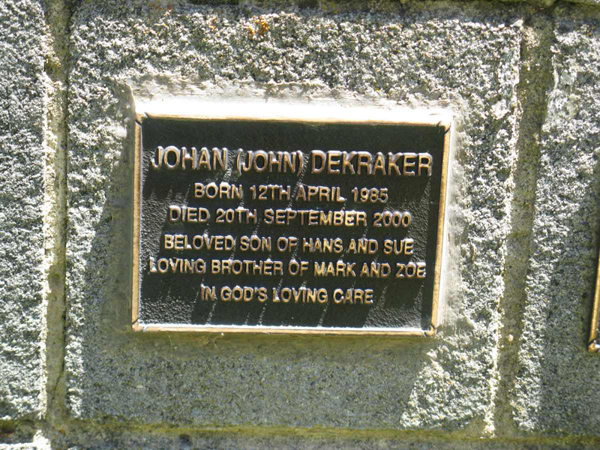 JOHAN (JOHN) DEKRAKER
BORN 12TH APRIL 1985
DIED 20TH SEPTEMBER 2000
BELOVED SON OF HANS AND SUE
LOVING BROTHER OF MARK AND ZOE
IN GOD'S LOVING CARE